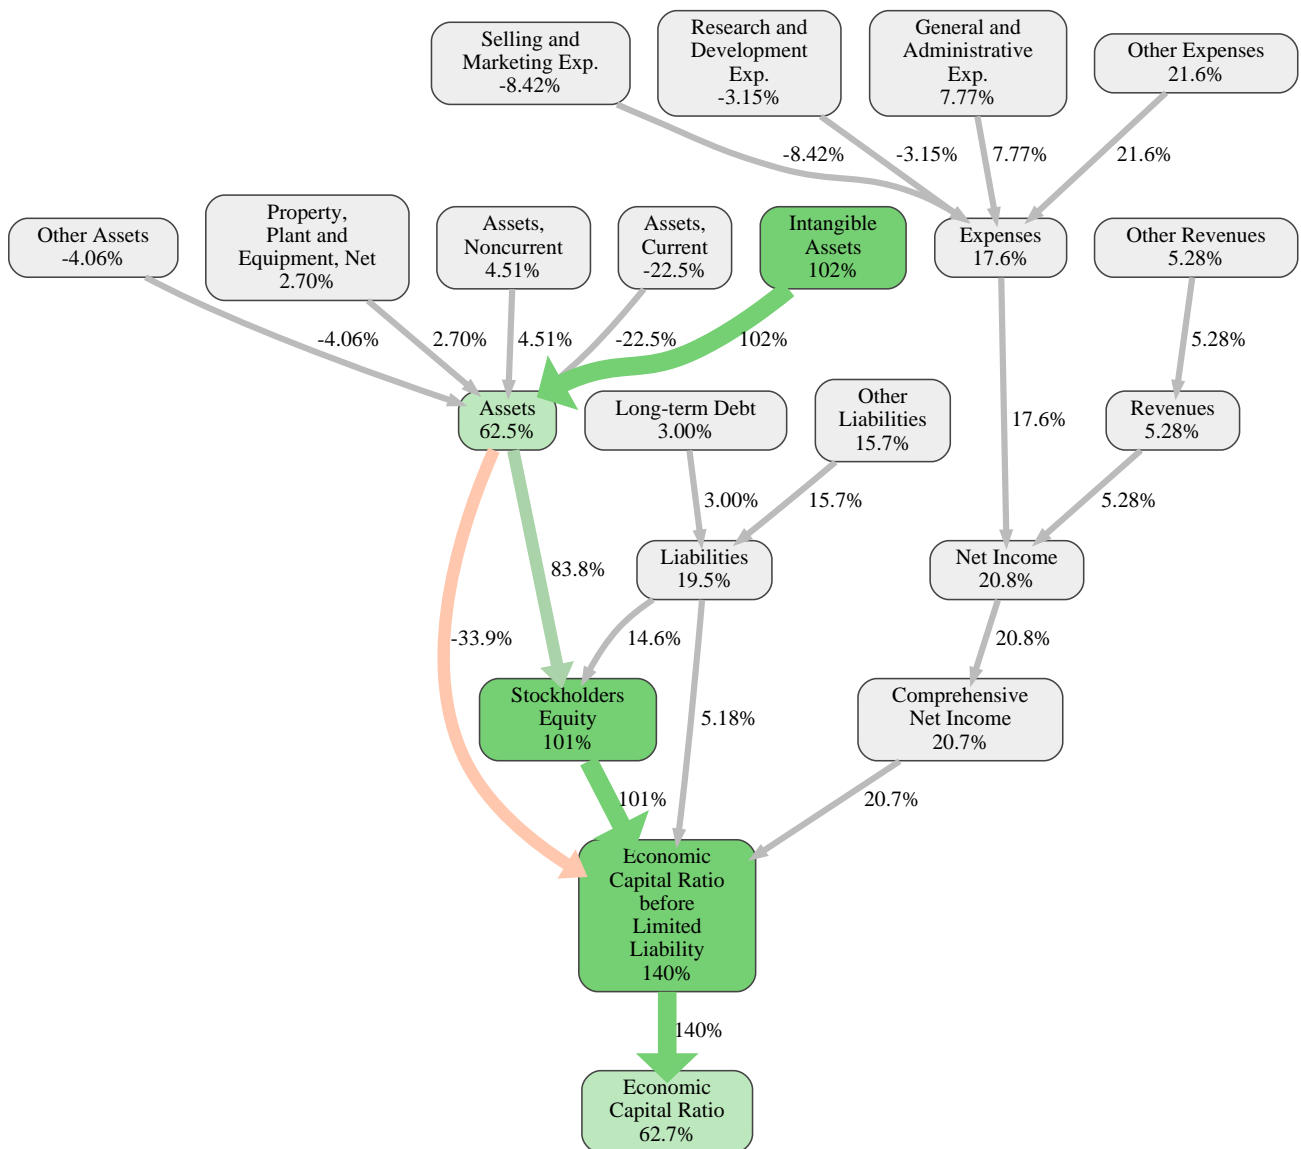 Selling and
Marketing Exp.
-8.42%
Research and
Development
Exp.
-3.15%
General and
Administrative
Exp.
7.77%
Other Expenses
21.6%
-8.42%
-3.15%
7.77%
21.6%
Other Assets
-4.06%
Property,
Plant and
Equipment, Net
2.70%
Assets,
Noncurrent
4.51%
Assets,
Current
-22.5%
Intangible
Assets
102%
Expenses
17.6%
Other Revenues
5.28%
-4.06%
2.70%
4.51%
-22.5%
102%
5.28%
Assets
62.5%
Long-term Debt
3.00%
Other
Liabilities
15.7%
17.6%
Revenues
5.28%
3.00%
15.7%
5.28%
Liabilities
19.5%
Net Income
20.8%
83.8%
-33.9%
14.6%
20.8%
Stockholders
Equity
101%
5.18%
Comprehensive
Net Income
20.7%
101%
20.7%
Economic
Capital Ratio
before
Limited
Liability
140%
140%
Economic
Capital Ratio
62.7%